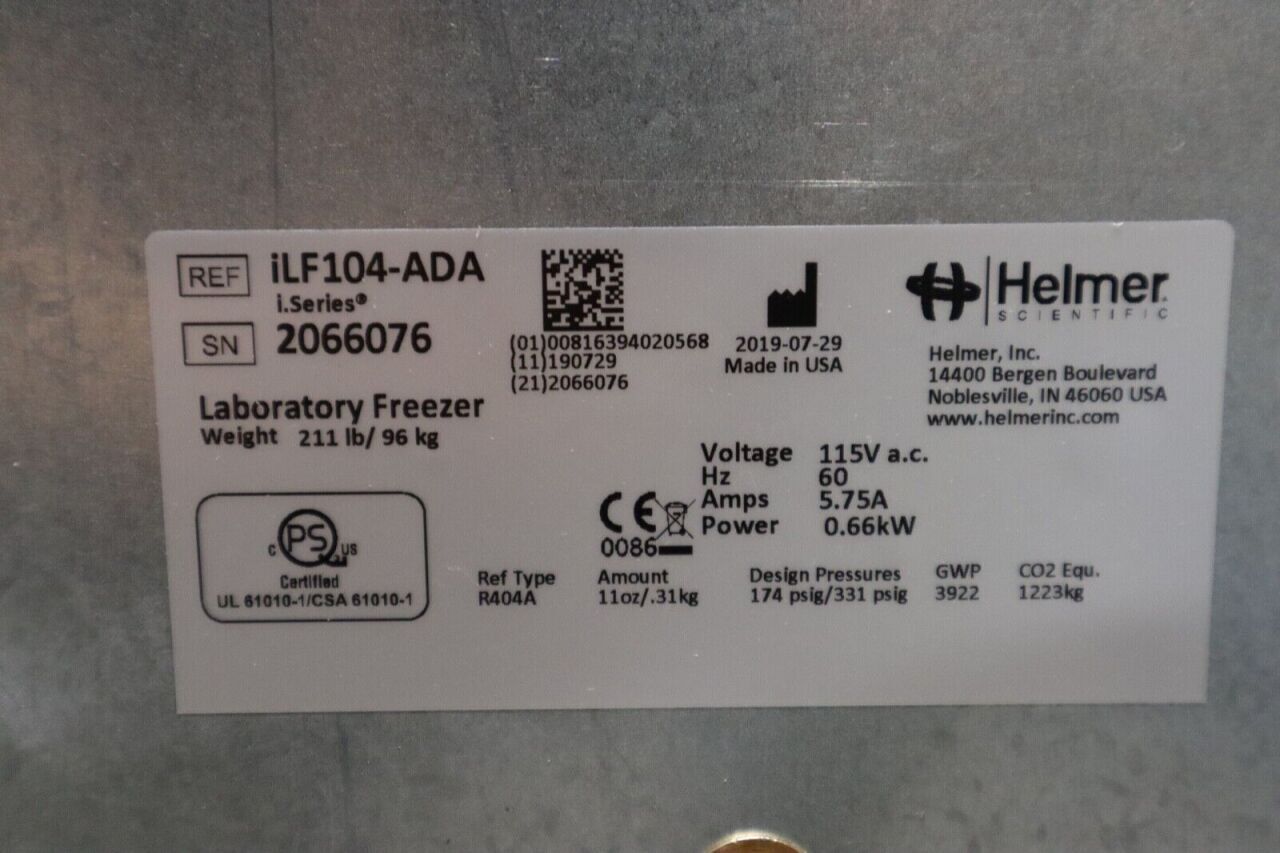 REF iLF104-ADA
i.Series®
SN 2066076
Laboratory Freezer
Weight 211 lb/ 96 kg
(01)00816394020568
(11)190729
(21)2066076
2019-07-29
Made in USA
Helmer
SCIENTIFIC
Helmer, Inc.
14400 Bergen Boulevard
Noblesville, IN 46060 USA
www.helmerinc.com
Voltage 115V a.c.
Hz 60
Amps 5.75A
Power 0.66kW
CE
0086
C PS US
Certified
UL 61010-1/CSA 61010-1
Ref Type Amount Design Pressures GWP CO2 Equ.
R404A 11oz/.31kg 174 psig/331 psig 3922 1223kg